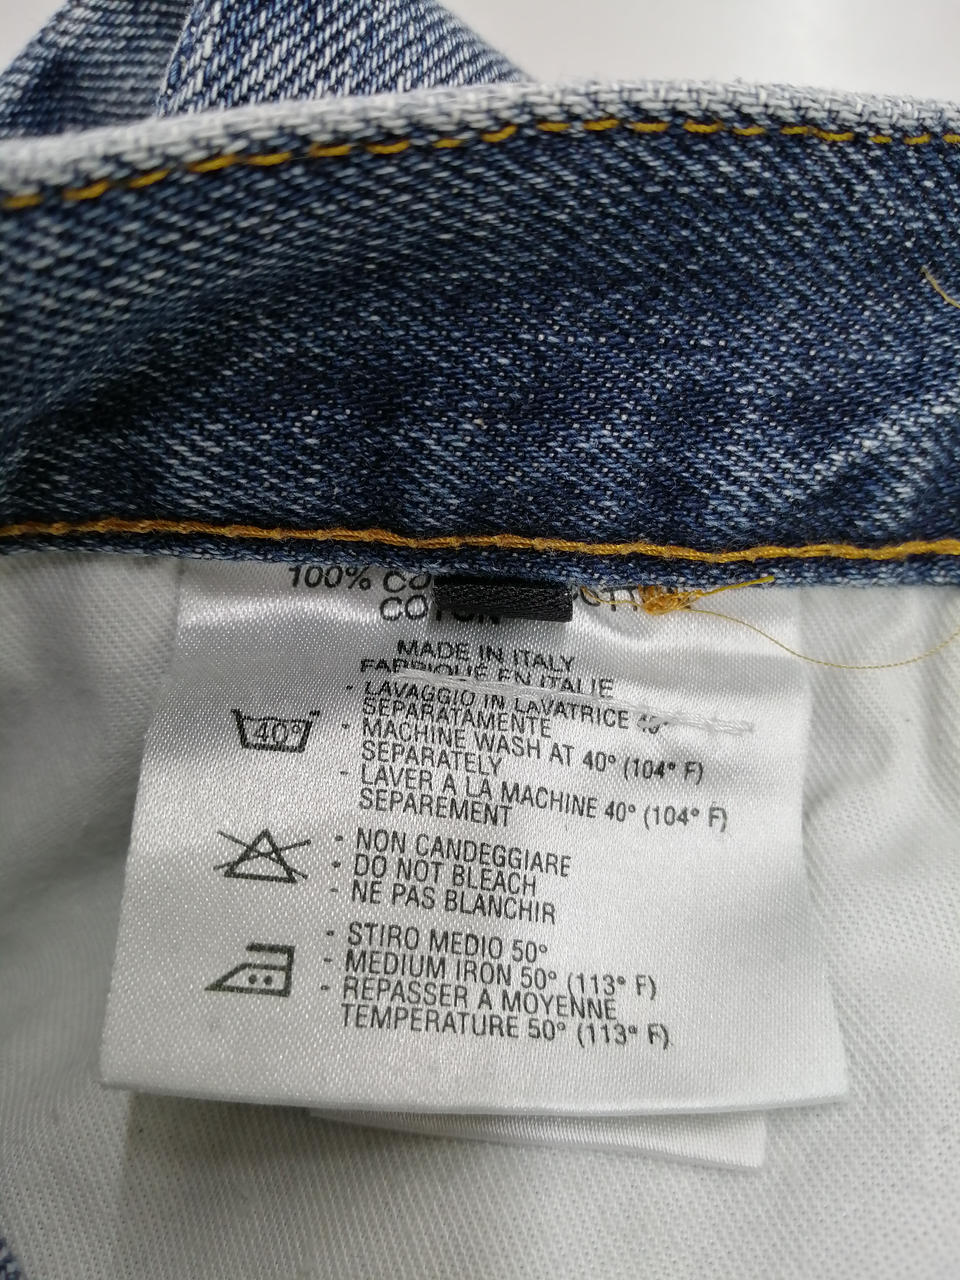 100%
COTON
MADE IN ITALY
FABRIQUE EN ITALIE
- LAVAGGIO IN LAVATRICE 40°
SEPARATAMENTE
40°
- MACHINE WASH AT 40° (104° F)
SEPARATELY
- LAVER A LA MACHINE 40° (104° F)
SEPAREMENT
- NON CANDEGGIARE
- DO NOT BLEACH
- NE PAS BLANCHIR
- STIRO MEDIO 50°
- MEDIUM IRON 50° (113° F)
- REPASSER A MOYENNE
TEMPERATURE 50° (113° F)